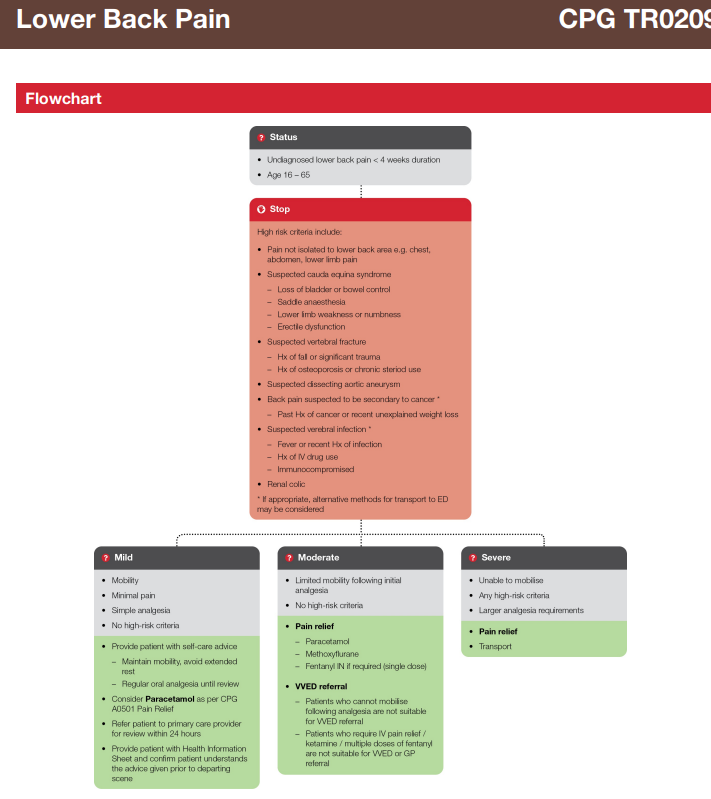 Lower Back Pain
CPG TR0209
Flowchart
? Status
• Undiagnosed lower back pain < 4 weeks duration
• Age 16 – 65
Stop
High risk criteria include:
• Pain not isolated to lower back area e.g. chest,
abdomen, lower limb pain
• Suspected cauda equina syndrome
– Loss of bladder or bowel control
– Saddle anaesthesia
– Lower limb weakness or numbness
– Erectile dysfunction
• Suspected vertebral fracture
– Hx of fall or significant trauma
– Hx of osteoporosis or chronic steriod use
• Suspected dissecting aortic aneurysm
• Back pain suspected to be secondary to cancer *
– Past Hx of cancer or recent unexplained weight loss
• Suspected verebral infection *
– Fever or recent Hx of infection
– Hx of IV drug use
– Immunocompromised
• Renal colic
* If appropriate, alternative methods for transport to ED
may be considered
? Mild
• Mobility
• Minimal pain
• Simple analgesia
• No high-risk criteria
• Provide patient with self-care advice
– Maintain mobility, avoid extended
rest
– Regular oral analgesia until review
• Consider Paracetamol as per CPG
A0501 Pain Relief
• Refer patient to primary care provider
for review within 24 hours
• Provide patient with Health Information
Sheet and confirm patient understands
the advice given prior to departing
scene
? Moderate
• Limited mobility following initial
analgesia
• No high-risk criteria
• Pain relief
– Paracetamol
– Methoxyflurane
– Fentanyl IN if required (single dose)
• VVED referral
– Patients who cannot mobilise
following analgesia are not suitable
for VVED referral
– Patients who require IV pain relief /
ketamine / multiple doses of fentanyl
are not suitable for VVED or GP
referral
? Severe
• Unable to mobilise
• Any high-risk criteria
• Larger analgesia requirements
• Pain relief
• Transport